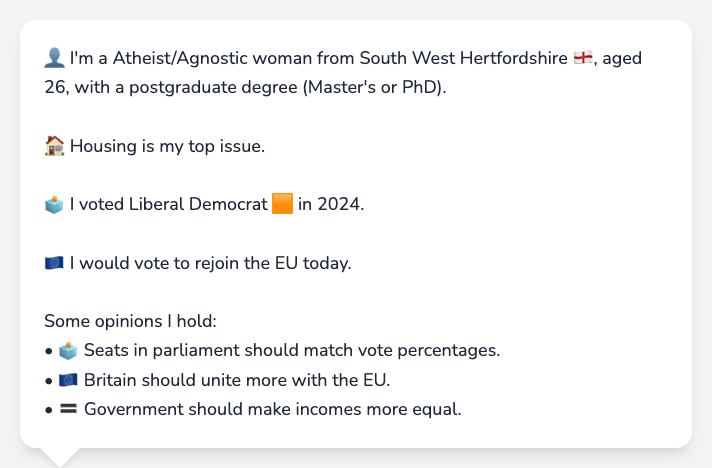 👤 I'm a Atheist/Agnostic woman from South West Hertfordshire 🏴󠁧󠁢󠁥󠁮󠁧󠁿, aged
26, with a postgraduate degree (Master's or PhD).
🏠 Housing is my top issue.
🗳️ I voted Liberal Democrat 🟧 in 2024.
🇪🇺 I would vote to rejoin the EU today.
Some opinions I hold:
• 🗳️ Seats in parliament should match vote percentages.
• 🇪🇺 Britain should unite more with the EU.
• 🟰 Government should make incomes more equal.